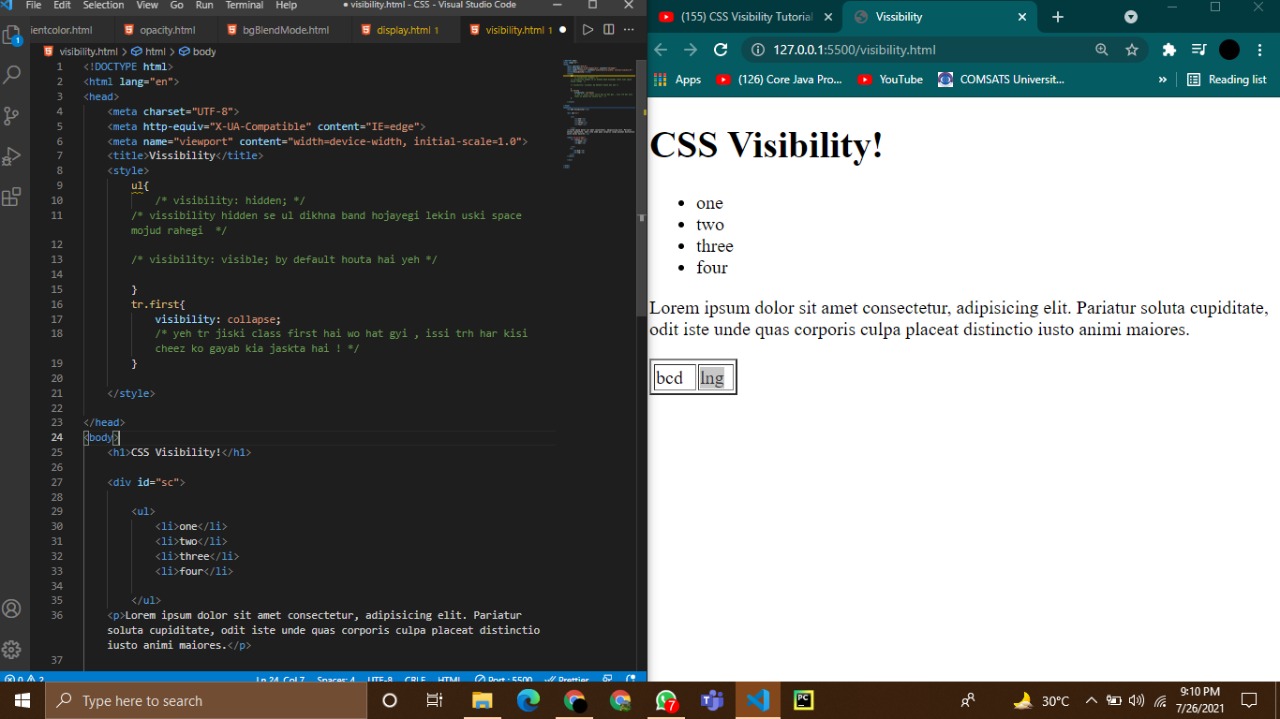 File Edit Selection View Go Run Terminal Help
● visibility.html - CSS - Visual Studio Code
ientcolor.html
opacity.html
bgBlendMode.html
display.html 1
visibility.html 1 ●
visibility.html > html > body
1 <!DOCTYPE html>
2 <html lang="en">
3 <head>
4 <meta charset="UTF-8">
5 <meta http-equiv="X-UA-Compatible" content="IE=edge">
6 <meta name="viewport" content="width=device-width, initial-scale=1.0">
7 <title>Vissibility</title>
8 <style>
9 ul{
10 /* visibility: hidden; */
11 /* vissibility hidden se ul dikhna band hojayegi lekin uski space
mojud rahegi */
12
13 /* visibility: visible; by default houta hai yeh */
14
15 }
16 tr.first{
17 visibility: collapse;
18 /* yeh tr jiski class first hai wo hat gyi , issi trh har kisi
cheez ko gayab kia jaskta hai ! */
19 }
20
21 </style>
22
23 </head>
24 <body>
25 <h1>CSS Visibility!</h1>
26
27 <div id="sc">
28
29 <ul>
30 <li>one</li>
31 <li>two</li>
32 <li>three</li>
33 <li>four</li>
34
35 </ul>
36 <p>Lorem ipsum dolor sit amet consectetur, adipisicing elit. Pariatur
soluta cupiditate, odit iste unde quas corporis culpa placeat distinctio
iusto animi maiores.</p>
37
0 2 Ln 24, Col 7 Spaces: 4 UTF-8 CRLF HTML Port : 5500 Prettier
(155) CSS Visibility Tutorial
Vissibility
127.0.0.1:5500/visibility.html
Apps
(126) Core Java Pro...
YouTube
COMSATS Universit...
»
Reading list
CSS Visibility!
• one
• two
• three
• four
Lorem ipsum dolor sit amet consectetur, adipisicing elit. Pariatur soluta cupiditate,
odit iste unde quas corporis culpa placeat distinctio iusto animi maiores.
bcd lng
Type here to search
7
PC
30°C
9:10 PM
7/26/2021